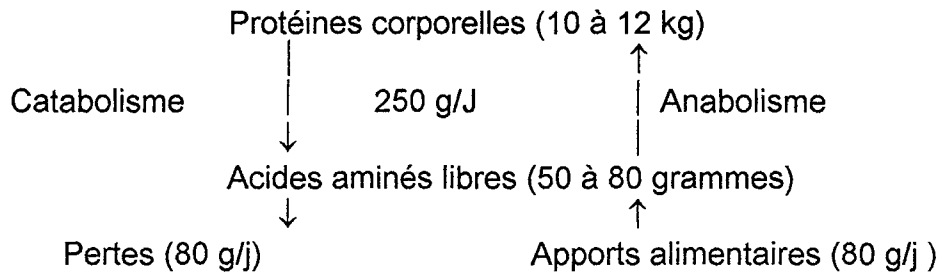 Protéines corporelles (10 à 12 kg)
Catabolisme 250 g/J Anabolisme
Acides aminés libres (50 à 80 grammes)
Pertes (80 g/j) Apports alimentaires (80 g/j )